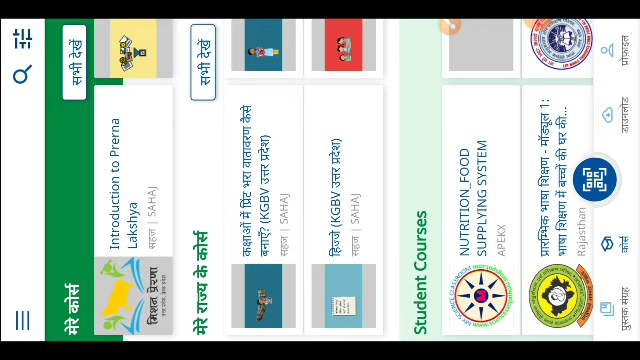 मेरे कोर्स
सभी देखें
Introduction to Prerna
Lakshya
सहज | SAHAJ
मिशन प्रेरणा
मेरे राज्य के कोर्स
सभी देखें
कक्षाओं में प्रिंट भरा वातावरण कैसे
बनाएँ? (KGBV उत्तर प्रदेश)
सहज | SAHAJ
हिज्जे (KGBV उत्तर प्रदेश)
सहज | SAHAJ
Student Courses
NUTRITION_FOOD
SUPPLYING SYSTEM
APEKX
प्रारम्भिक भाषा शिक्षण - मॉड्यूल 1:
भाषा शिक्षण में बच्चों की घर की...
Rajasthan
पुस्तक संग्रह
कोर्स
डाउनलोड
प्रोफ़ाइल